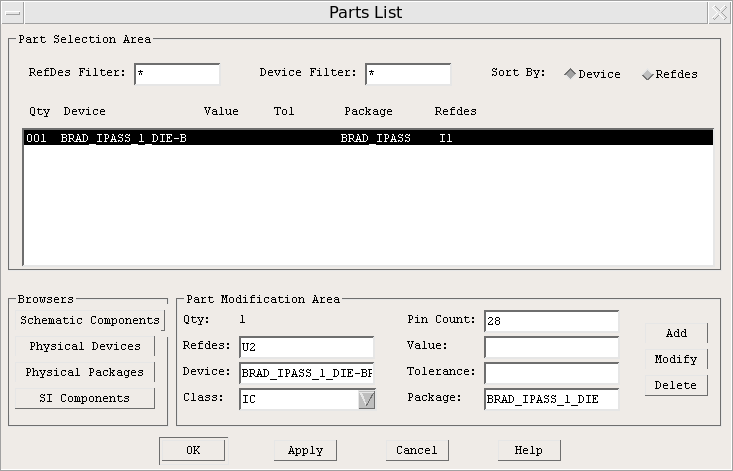 Parts List
Part Selection Area
RefDes Filter: * Device Filter: * Sort By: Device Refdes
Qty Device Value Tol Package Refdes
001 BRAD_IPASS_1_DIE-B BRAD_IPASS I1
Browsers
Schematic Components
Physical Devices
Physical Packages
SI Components
Part Modification Area
Qty: 1 Pin Count: 28
Refdes: U2 Value:
Device: BRAD_IPASS_1_DIE-BR Tolerance:
Class: IC Package: BRAD_IPASS_1_DIE
Add
Modify
Delete
OK Apply Cancel Help